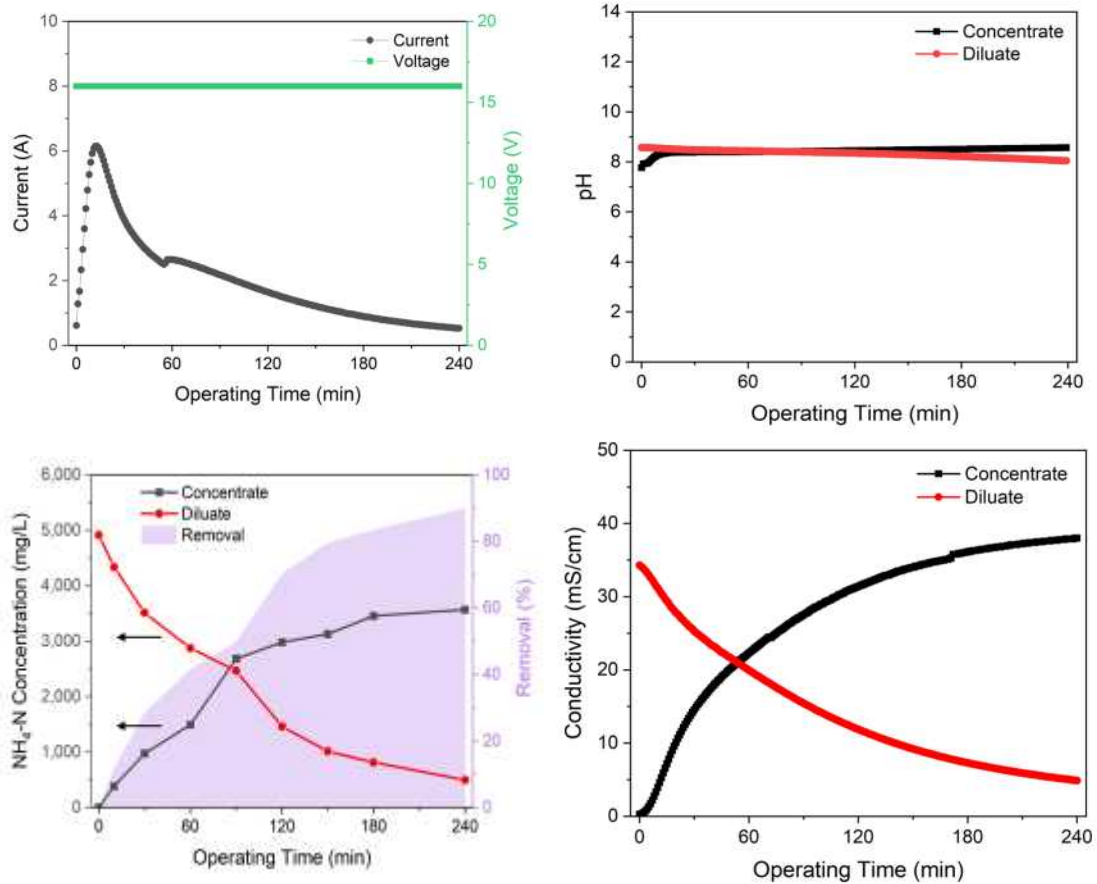 10
8
6
4
2
0
Current (A)
Current
Voltage
20
15
10
5
0
Voltage (V)
0 60 120 180 240
Operating Time (min)
14
12
10
8
6
4
2
0
pH
Concentrate
Diluate
0 60 120 180 240
Operating Time (min)
6,000
5,000
4,000
3,000
2,000
1,000
0
NH₄-N Concentration (mg/L)
Concentrate
Diluate
Removal
100
80
60
40
20
0
Removal (%)
0 60 120 180 240
Operating Time (min)
50
40
30
20
10
0
Conductivity (mS/cm)
Concentrate
Diluate
0 60 120 180 240
Operating Time (min)